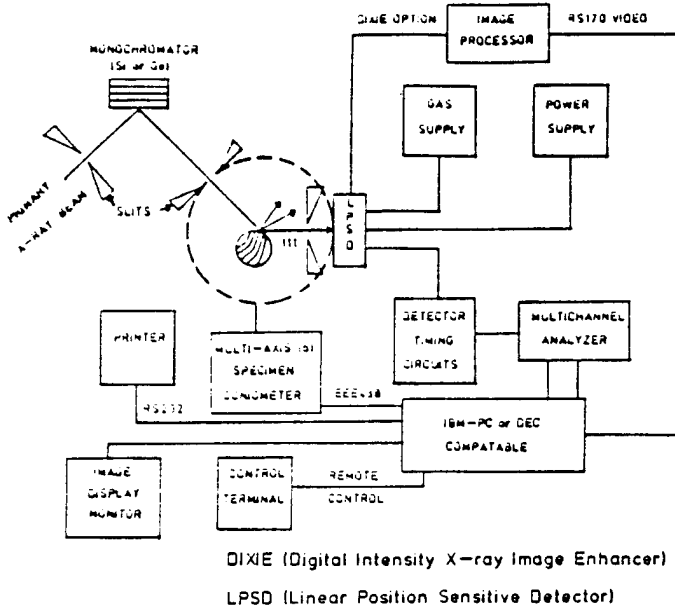 DIXIE OPTION
IMAGE
PROCESSOR
RS170 VIDEO
MONOCHROMATOR
(Si or Ge)
GAS
SUPPLY
POWER
SUPPLY
PRIMARY
X-RAY BEAM
SLITS
LPSD
PRINTER
MULTI-AXIS (5)
SPECIMEN
GONIOMETER
DETECTOR
TIMING
CIRCUITS
MULTICHANNEL
ANALYZER
RS232
IEEE488
IBM-PC or DEC
COMPATABLE
IMAGE
DISPLAY
MONITOR
CONTROL
TERMINAL
REMOTE
CONTROL
DIXIE (Digital Intensity X-ray Image Enhancer)
LPSD (Linear Position Sensitive Detector)